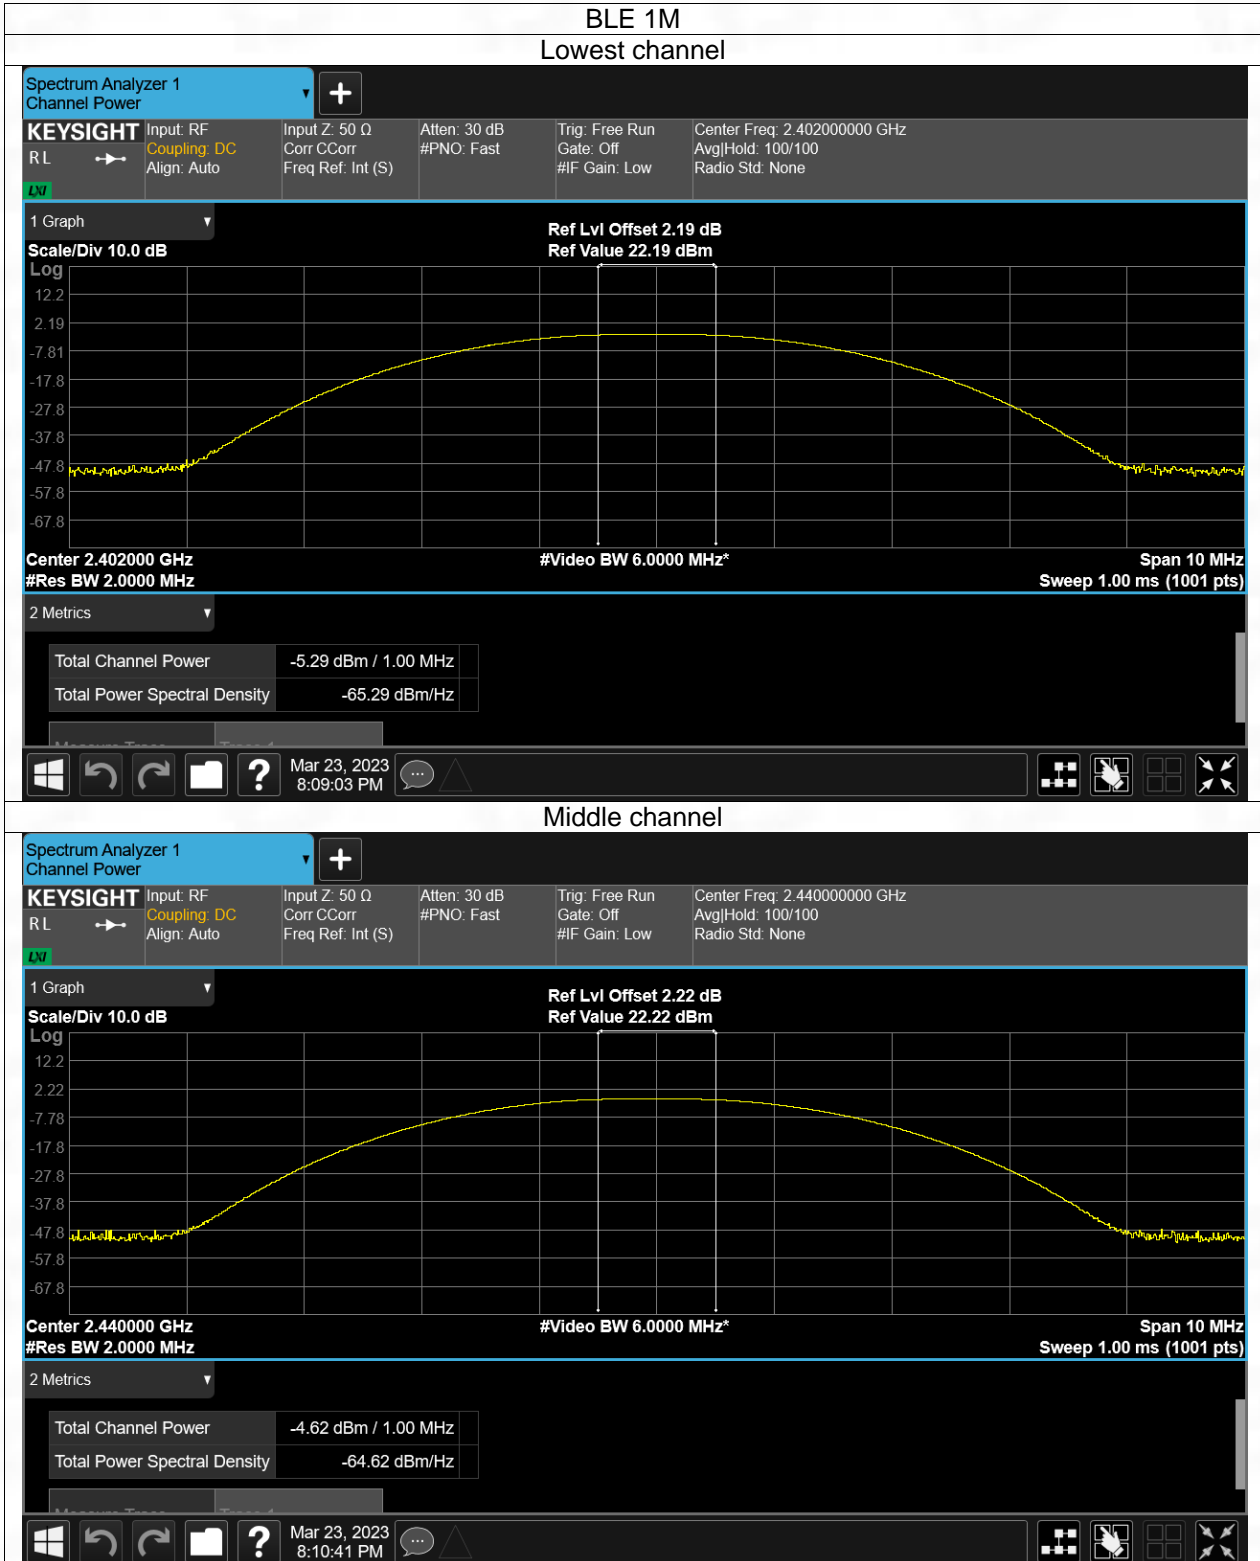 BLE 1M
Lowest channel
Spectrum Analyzer 1
Channel Power
KEYSIGHT Input: RF Input Z: 50 Ω Atten: 30 dB Trig: Free Run Center Freq: 2.402000000 GHz
R L Coupling: DC Corr CCorr #PNO: Fast Gate: Off Avg|Hold: 100/100
Align: Auto Freq Ref: Int (S) #IF Gain: Low Radio Std: None
LXI
1 Graph
Ref Lvl Offset 2.19 dB
Scale/Div 10.0 dB Ref Value 22.19 dBm
Log
12.2
2.19
-7.81
-17.8
-27.8
-37.8
-47.8
-57.8
-67.8
Center 2.402000 GHz #Video BW 6.0000 MHz* Span 10 MHz
#Res BW 2.0000 MHz Sweep 1.00 ms (1001 pts)
2 Metrics
Total Channel Power -5.29 dBm / 1.00 MHz
Total Power Spectral Density -65.29 dBm/Hz
Mar 23, 2023
8:09:03 PM
Middle channel
Spectrum Analyzer 1
Channel Power
KEYSIGHT Input: RF Input Z: 50 Ω Atten: 30 dB Trig: Free Run Center Freq: 2.440000000 GHz
R L Coupling: DC Corr CCorr #PNO: Fast Gate: Off Avg|Hold: 100/100
Align: Auto Freq Ref: Int (S) #IF Gain: Low Radio Std: None
LXI
1 Graph
Ref Lvl Offset 2.22 dB
Scale/Div 10.0 dB Ref Value 22.22 dBm
Log
12.2
2.22
-7.78
-17.8
-27.8
-37.8
-47.8
-57.8
-67.8
Center 2.440000 GHz #Video BW 6.0000 MHz* Span 10 MHz
#Res BW 2.0000 MHz Sweep 1.00 ms (1001 pts)
2 Metrics
Total Channel Power -4.62 dBm / 1.00 MHz
Total Power Spectral Density -64.62 dBm/Hz
Mar 23, 2023
8:10:41 PM